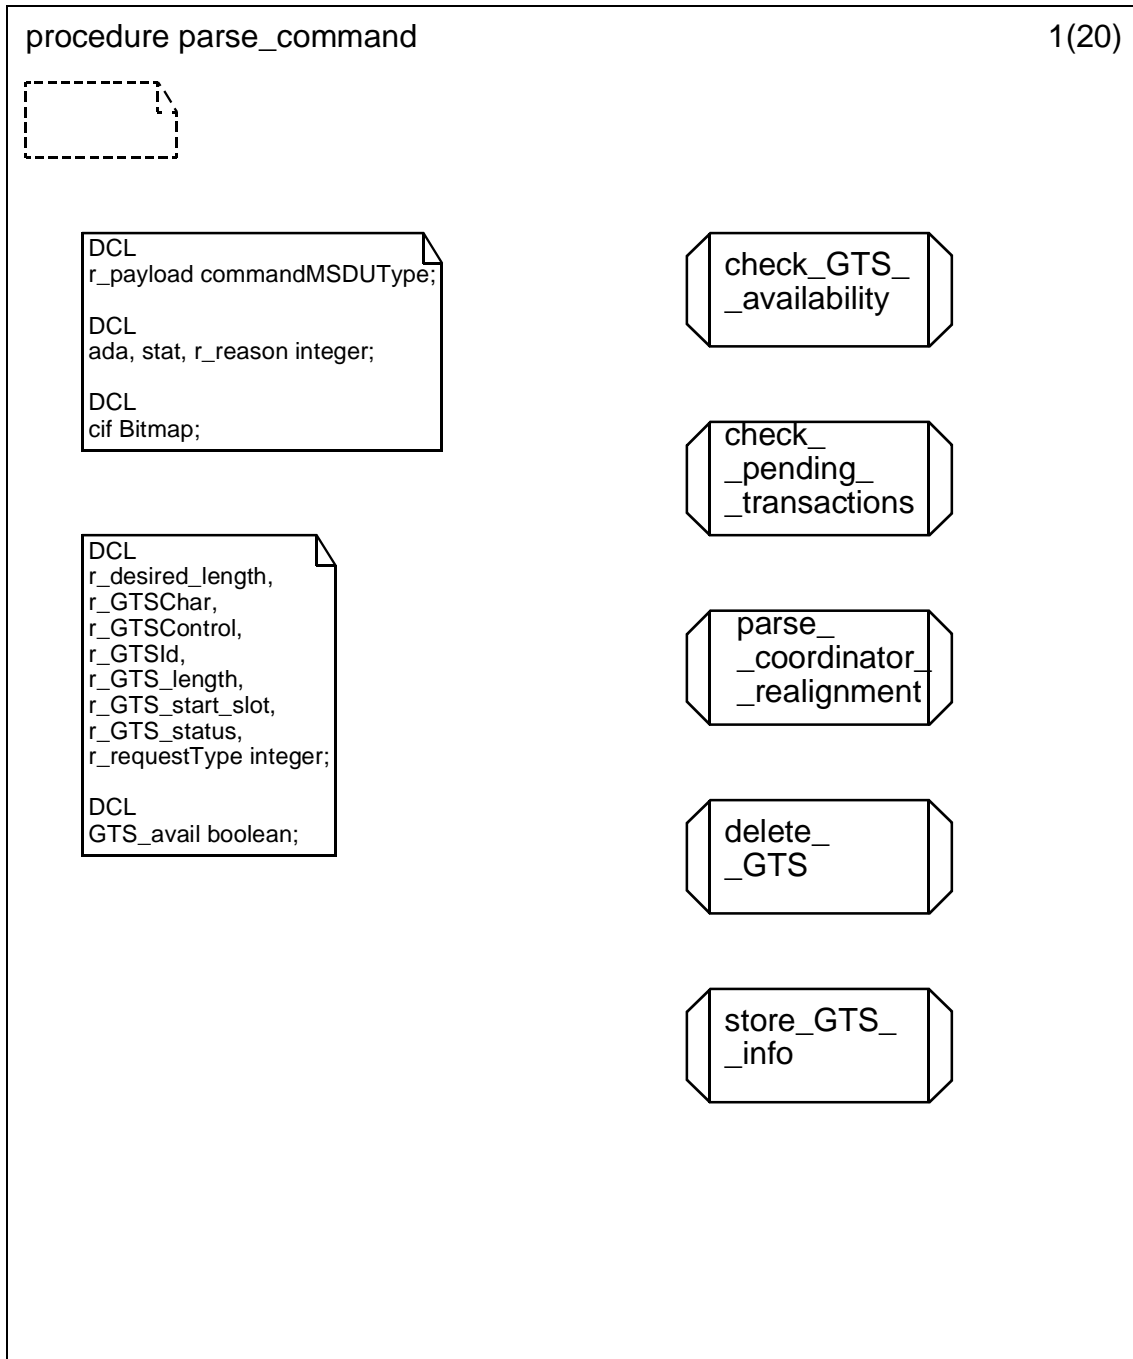 procedure parse_command
1(20)
DCL
r_payload commandMSDUType;
DCL
ada, stat, r_reason integer;
DCL
cif Bitmap;
DCL
r_desired_length,
r_GTSChar,
r_GTSControl,
r_GTSId,
r_GTS_length,
r_GTS_start_slot,
r_GTS_status,
r_requestType integer;
DCL
GTS_avail boolean;
check_GTS_
_availability
check_
_pending_
_transactions
parse_
_coordinator_
_realignment
delete_
_GTS
store_GTS_
_info